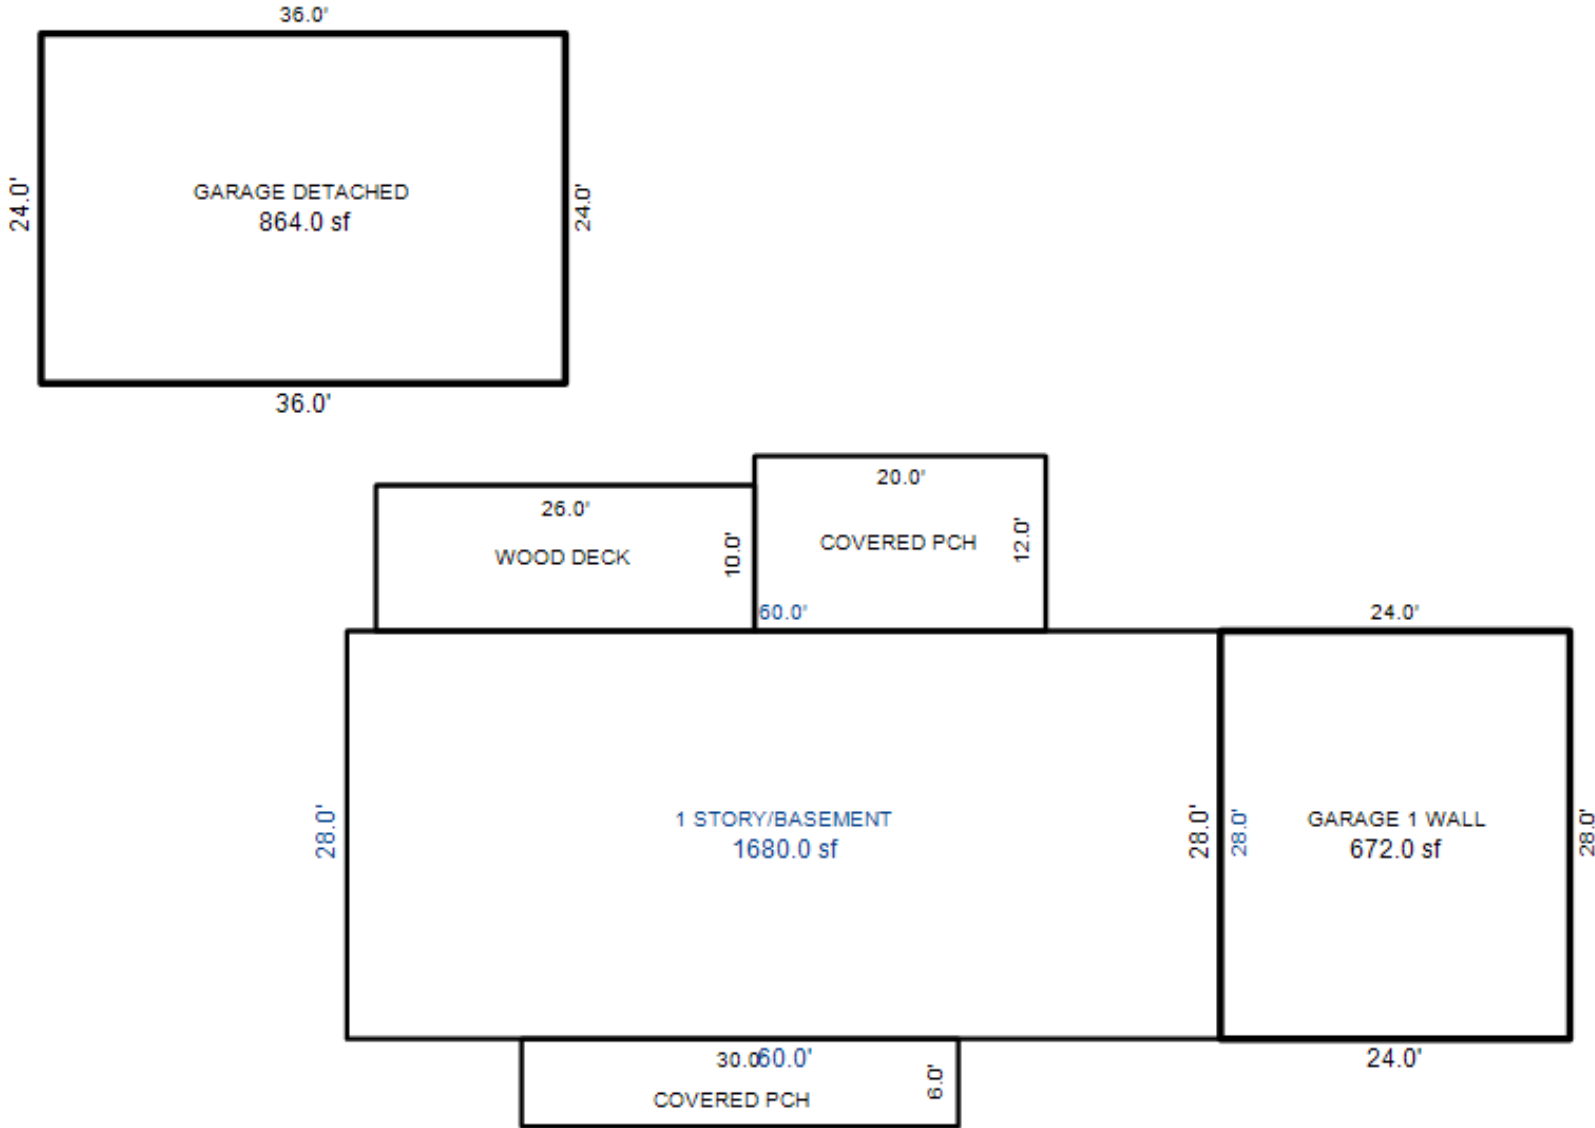 36.0'
24.0'
GARAGE DETACHED
864.0 sf
24.0'
36.0'
20.0'
26.0'
WOOD DECK
10.0'
COVERED PCH
12.0'
60.0'
24.0'
28.0'
1 STORY/BASEMENT
1680.0 sf
28.0'
28.0'
GARAGE 1 WALL
672.0 sf
28.0'
30.0'
60.0'
24.0'
COVERED PCH
6.0'